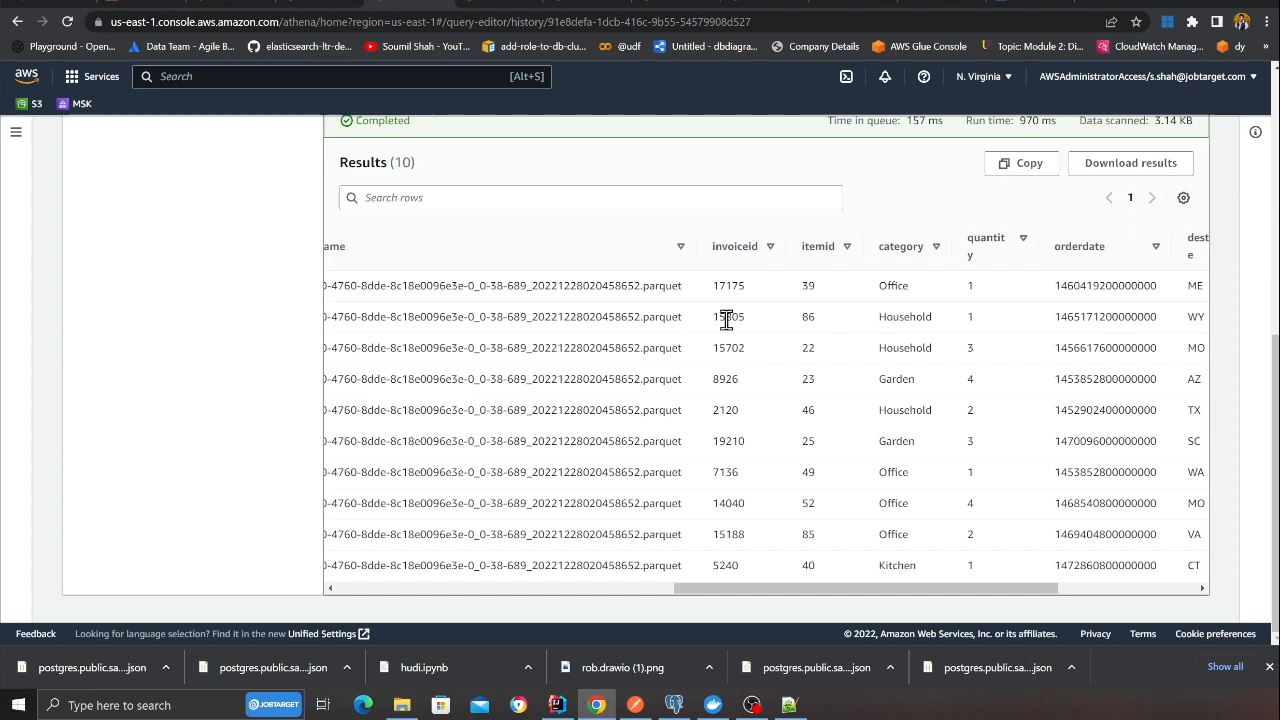 us-east-1.console.aws.amazon.com/athena/home?region=us-east-1#/query-editor/history/91e8defa-1dcb-416c-9b55-54579908d527
Playground - Open... Data Team - Agile B... elasticsearch-ltr-de... Soumil Shah - YouT... add-role-to-db-clu... @udf Untitled - dbdiagra... Company Details AWS Glue Console Topic: Module 2: Di... CloudWatch Manag... dy »
aws Services Search [Alt+S] N. Virginia AWSAdministratorAccess/s.shah@jobtarget.com
S3 MSK
Completed Time in queue: 157 ms Run time: 970 ms Data scanned: 3.14 KB
Results (10) Copy Download results
Search rows 1
ame invoiceid itemid category quantit y orderdate dest e
0-4760-8dde-8c18e0096e3e-0_0-38-689_20221228020458652.parquet 17175 39 Office 1 1460419200000000 ME
0-4760-8dde-8c18e0096e3e-0_0-38-689_20221228020458652.parquet 86 Household 1 1465171200000000 WY
0-4760-8dde-8c18e0096e3e-0_0-38-689_20221228020458652.parquet 15702 22 Household 3 1456617600000000 MO
0-4760-8dde-8c18e0096e3e-0_0-38-689_20221228020458652.parquet 8926 23 Garden 4 1453852800000000 AZ
0-4760-8dde-8c18e0096e3e-0_0-38-689_20221228020458652.parquet 2120 46 Household 2 1452902400000000 TX
0-4760-8dde-8c18e0096e3e-0_0-38-689_20221228020458652.parquet 19210 25 Garden 3 1470096000000000 SC
0-4760-8dde-8c18e0096e3e-0_0-38-689_20221228020458652.parquet 7136 49 Office 1 1453852800000000 WA
0-4760-8dde-8c18e0096e3e-0_0-38-689_20221228020458652.parquet 14040 52 Office 4 1468540800000000 MO
0-4760-8dde-8c18e0096e3e-0_0-38-689_20221228020458652.parquet 15188 85 Office 2 1469404800000000 VA
0-4760-8dde-8c18e0096e3e-0_0-38-689_20221228020458652.parquet 5240 40 Kitchen 1 1472860800000000 CT
Feedback Looking for language selection? Find it in the new Unified Settings © 2022, Amazon Web Services, Inc. or its affiliates. Privacy Terms Cookie preferences
postgres.public.sa....json postgres.public.sa....json hudi.ipynb rob.drawio (1).png postgres.public.sa....json postgres.public.sa....json Show all
Type here to search JOBTARGET